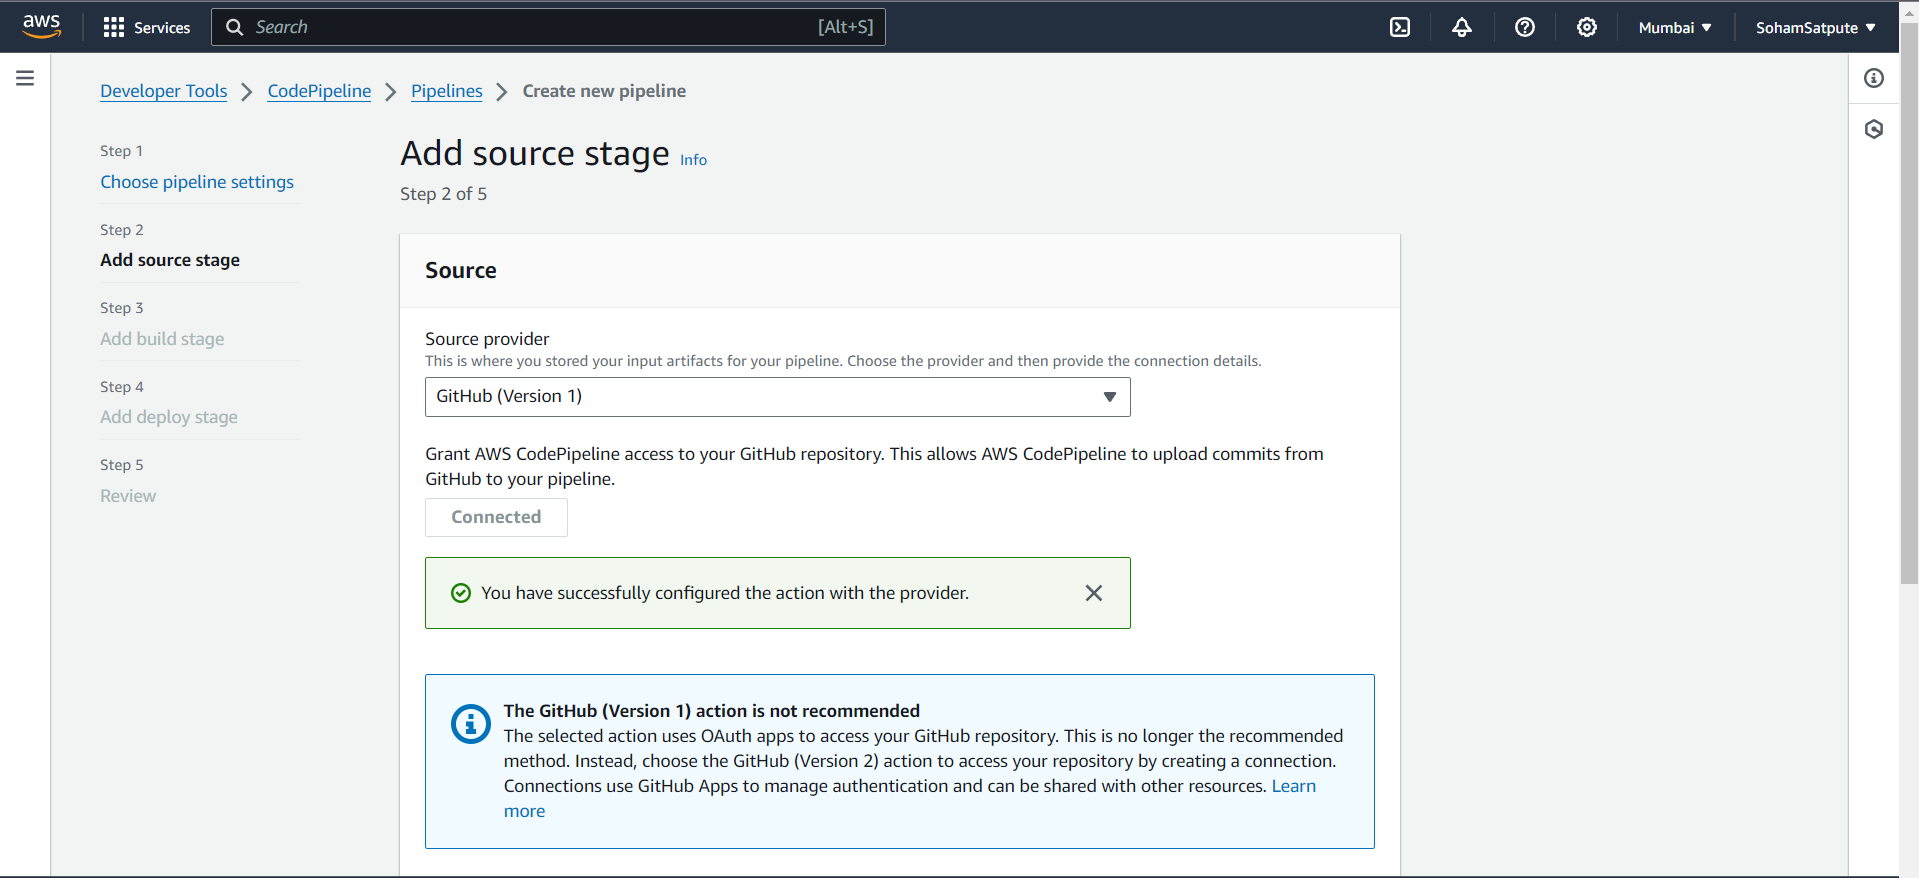 aws Services Search [Alt+S] Mumbai SohamSatpute
Developer Tools CodePipeline Pipelines Create new pipeline
Step 1
Choose pipeline settings
Step 2
Add source stage
Step 3
Add build stage
Step 4
Add deploy stage
Step 5
Review
Add source stage Info
Step 2 of 5
Source
Source provider
This is where you stored your input artifacts for your pipeline. Choose the provider and then provide the connection details.
GitHub (Version 1)
Grant AWS CodePipeline access to your GitHub repository. This allows AWS CodePipeline to upload commits from
GitHub to your pipeline.
Connected
You have successfully configured the action with the provider.
The GitHub (Version 1) action is not recommended
The selected action uses OAuth apps to access your GitHub repository. This is no longer the recommended
method. Instead, choose the GitHub (Version 2) action to access your repository by creating a connection.
Connections use GitHub Apps to manage authentication and can be shared with other resources. Learn
more